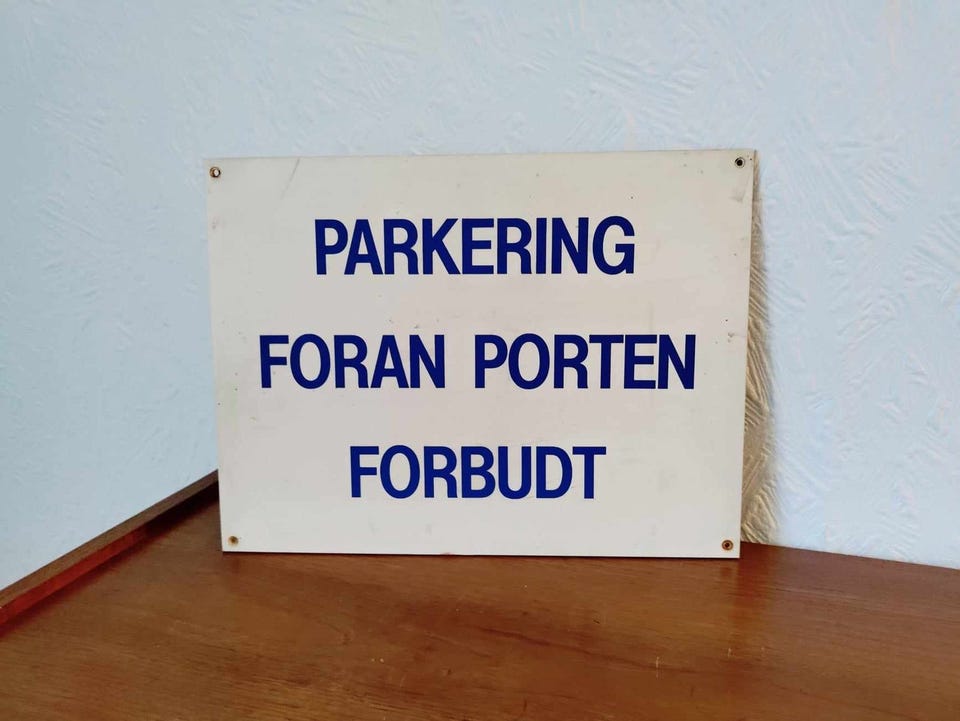 PARKERING
FORAN PORTEN
FORBUDT